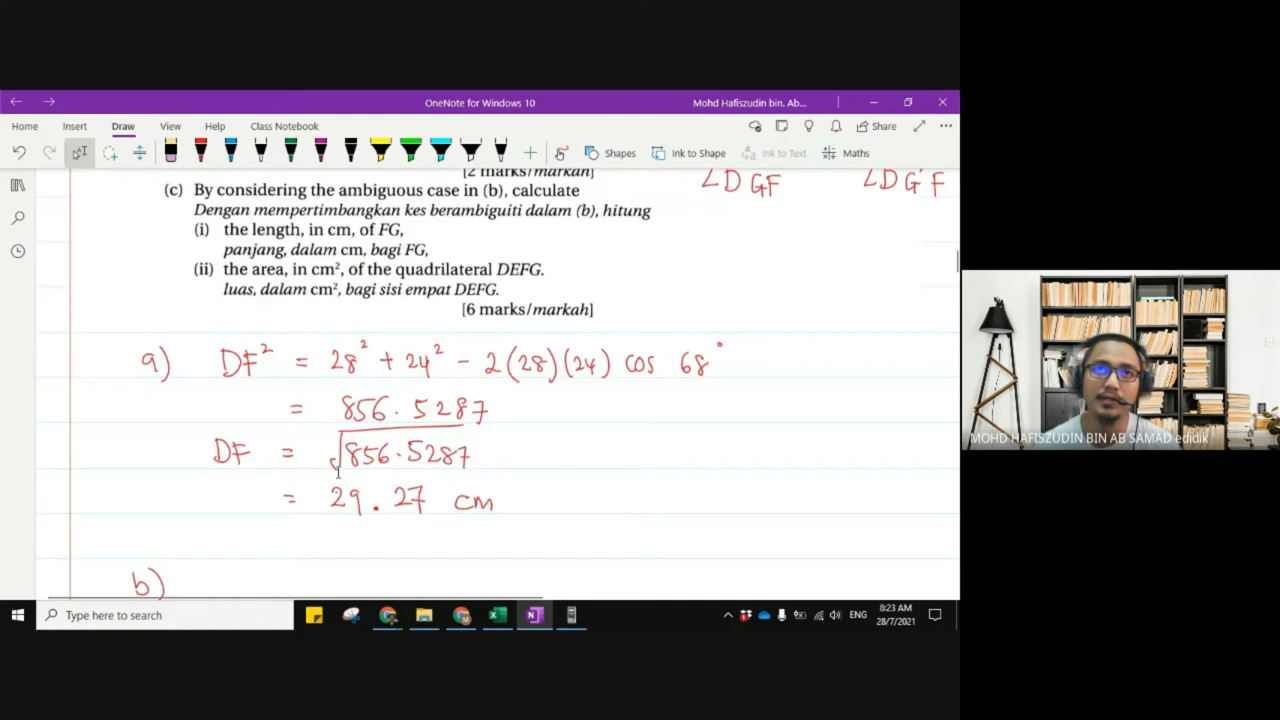 OneNote for Windows 10
Mohd Hafiszudin bin. Ab...
Home Insert Draw View Help Class Notebook
Share
Shapes Ink to Shape Ink to Text Maths
[2 marks/markah]
∠DGF ∠DG'F
(c) By considering the ambiguous case in (b), calculate
Dengan mempertimbangkan kes berambiguiti dalam (b), hitung
(i) the length, in cm, of FG,
panjang, dalam cm, bagi FG,
(ii) the area, in cm², of the quadrilateral DEFG.
luas, dalam cm², bagi sisi empat DEFG.
[6 marks/markah]
a) DF² = 28² + 24² - 2(28)(24) cos 68°
= 856.5287
DF = √856.5287
= 29.27 cm
b)
MOHD HAFISZUDIN BIN AB SAMAD edidik
Type here to search
ENG
8:23 AM
28/7/2021